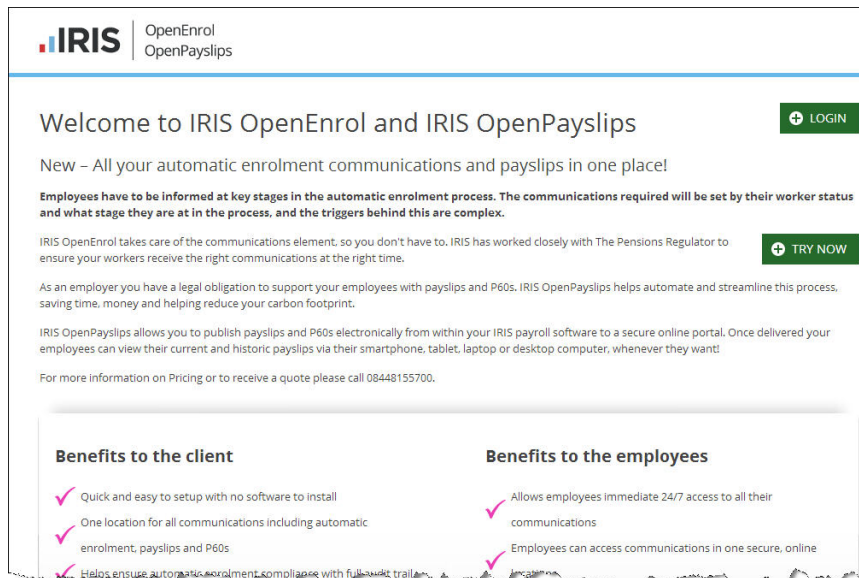 IRIS
OpenEnrol
OpenPayslips
Welcome to IRIS OpenEnrol and IRIS OpenPayslips
LOGIN
New – All your automatic enrolment communications and payslips in one place!
Employees have to be informed at key stages in the automatic enrolment process. The communications required will be set by their worker status
and what stage they are at in the process, and the triggers behind this are complex.
IRIS OpenEnrol takes care of the communications element, so you don't have to. IRIS has worked closely with The Pensions Regulator to
ensure your workers receive the right communications at the right time.
TRY NOW
As an employer you have a legal obligation to support your employees with payslips and P60s. IRIS OpenPayslips helps automate and streamline this process,
saving time, money and helping reduce your carbon footprint.
IRIS OpenPayslips allows you to publish payslips and P60s electronically from within your IRIS payroll software to a secure online portal. Once delivered your
employees can view their current and historic payslips via their smartphone, tablet, laptop or desktop computer, whenever they want!
For more information on Pricing or to receive a quote please call 08448155700.
Benefits to the client
Quick and easy to setup with no software to install
One location for all communications including automatic
enrolment, payslips and P60s
Helps ensure automatic enrolment compliance with full audit trail
Benefits to the employees
Allows employees immediate 24/7 access to all their
communications
Employees can access communications in one secure, online